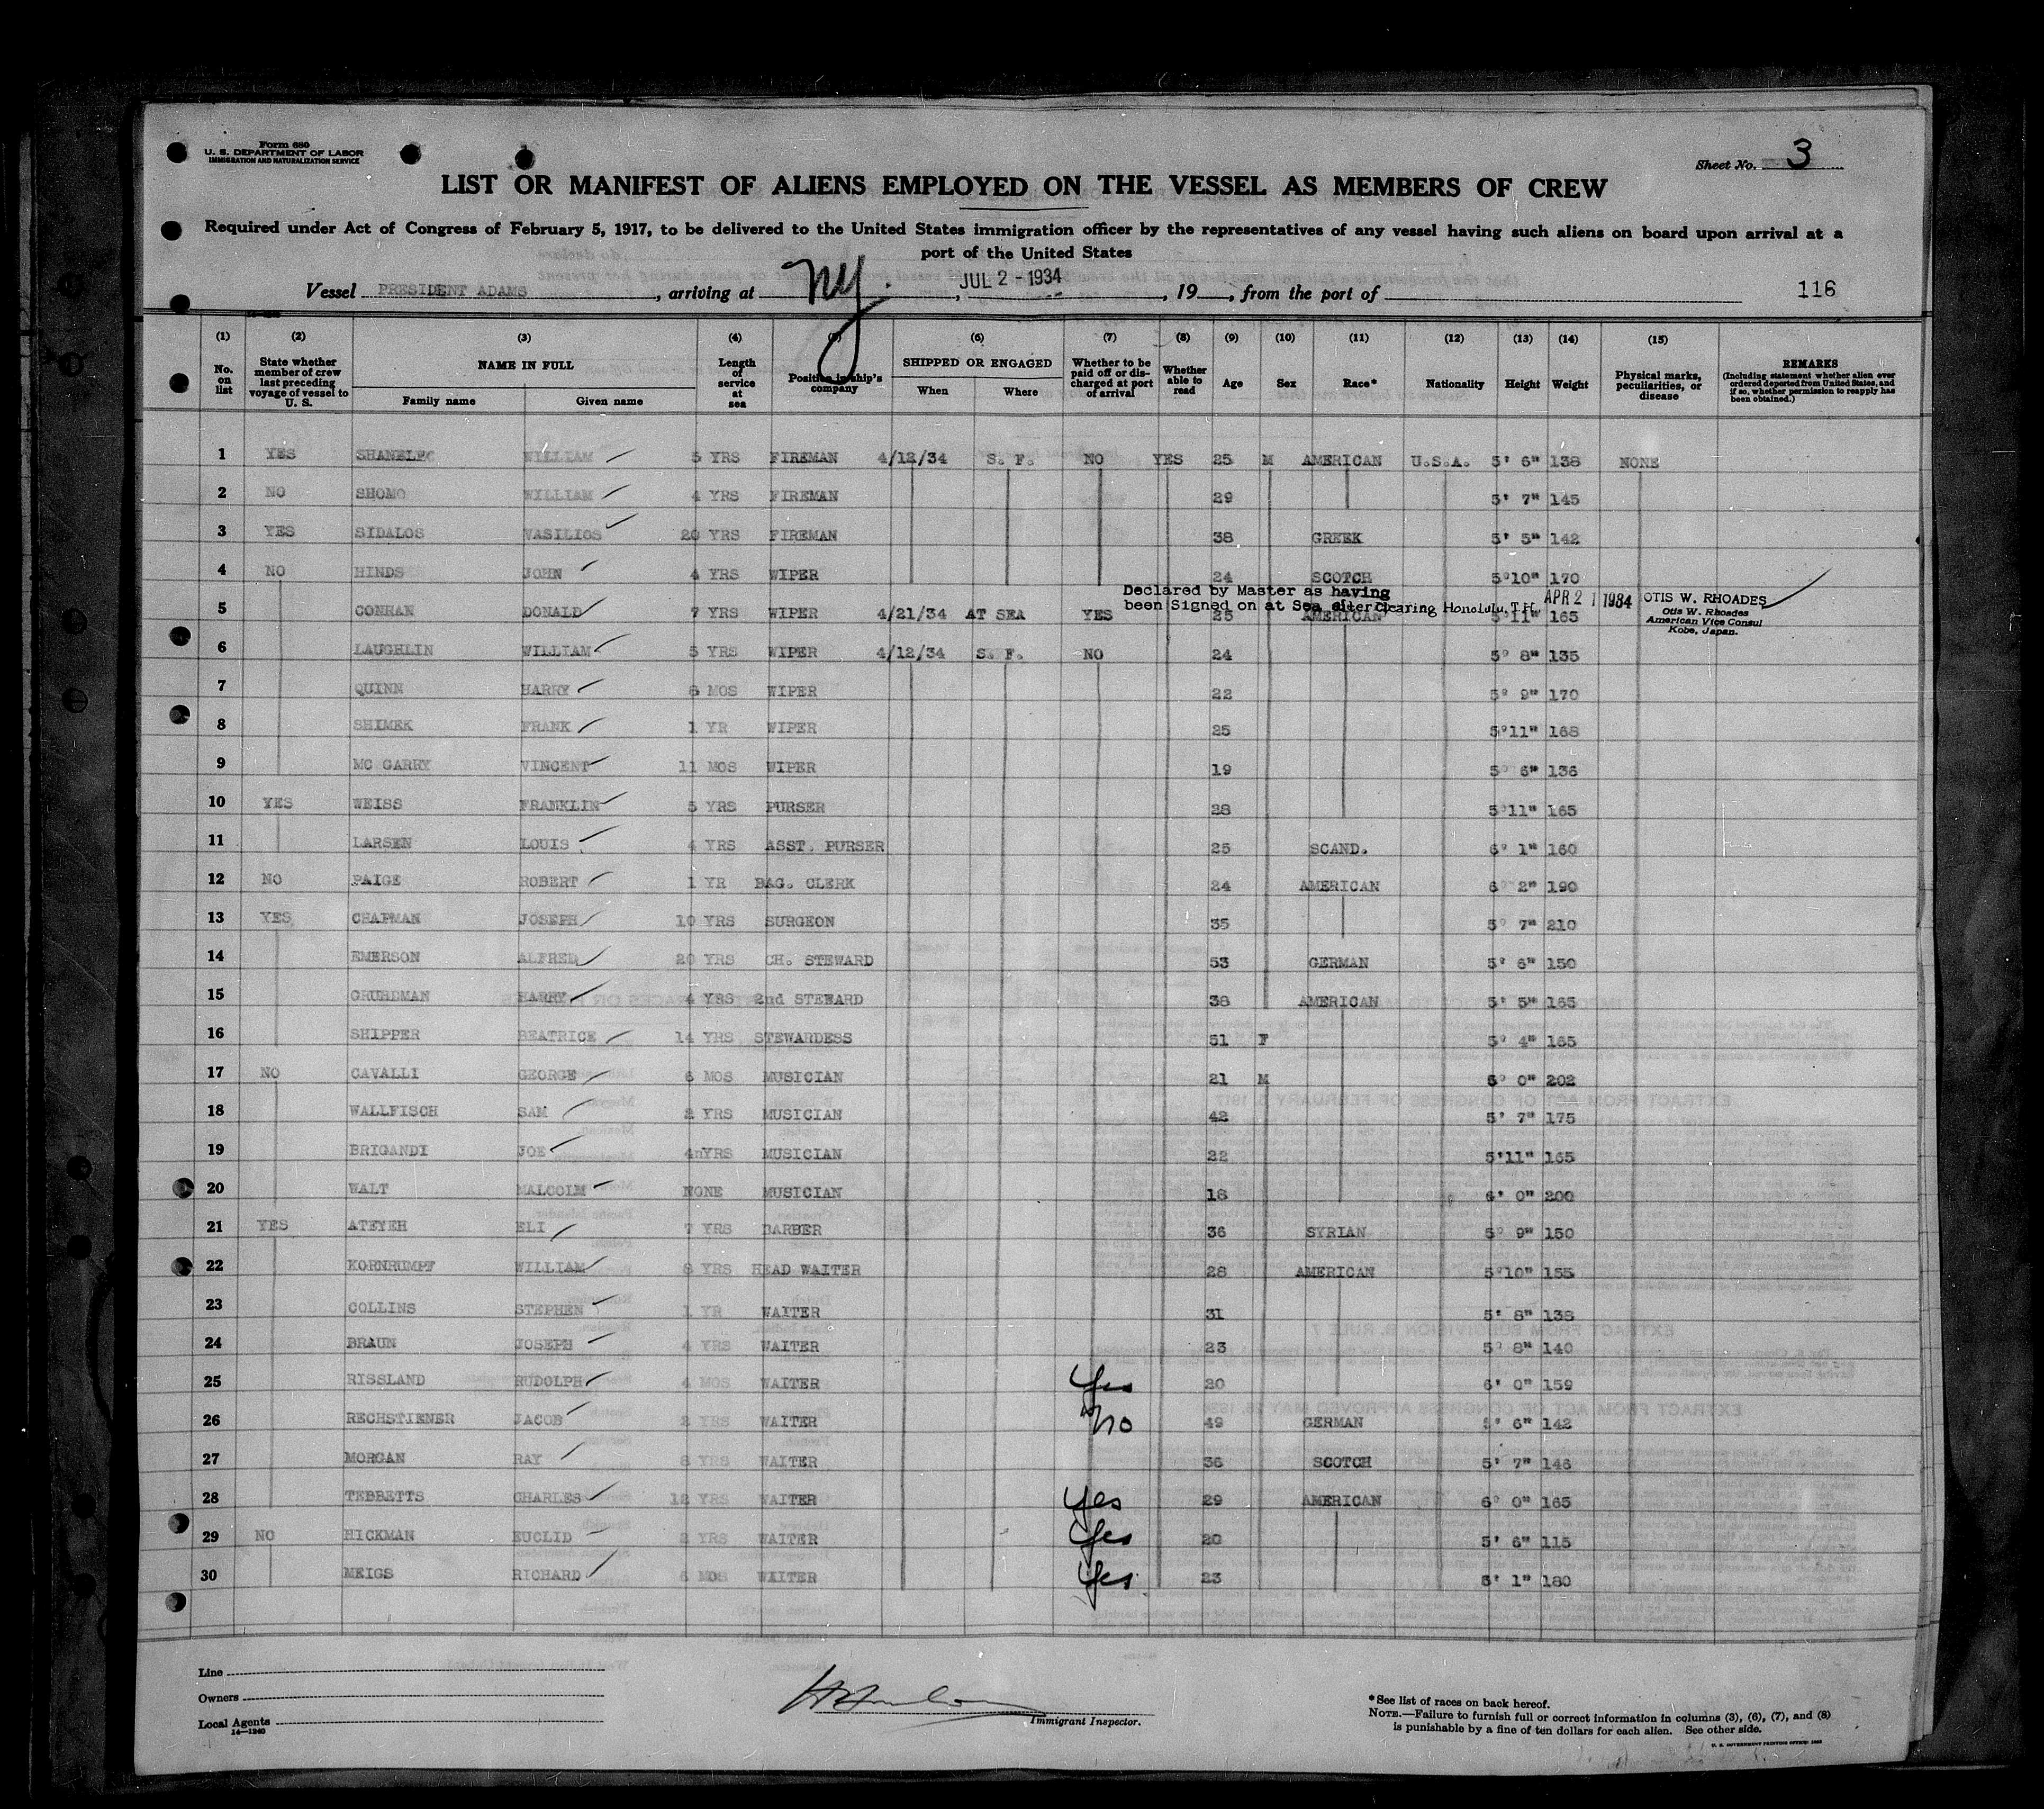 Form 680
U. S. DEPARTMENT OF LABOR
IMMIGRATION AND NATURALIZATION SERVICE
Sheet No. 3
LIST OR MANIFEST OF ALIENS EMPLOYED ON THE VESSEL AS MEMBERS OF CREW
Required under Act of Congress of February 5, 1917, to be delivered to the United States immigration officer by the representatives of any vessel having such aliens on board upon arrival at a
port of the United States
Vessel PRESIDENT ADAMS, arriving at NY., JUL 2 - 1934, 19 , from the port of 116
(1) (2) (3) (4) (5) (6) (7) (8) (9) (10) (11) (12) (13) (14) (15)
No. on list State whether member of crew last preceding voyage of vessel to U. S. NAME IN FULL Family name Given name Length of service at sea Position in ship's company SHIPPED OR ENGAGED When Where Whether to be paid off or discharged at port of arrival Whether able to read Age Sex Race* Nationality Height Weight Physical marks, peculiarities, or disease REMARKS (Including statement whether alien ever ordered deported from United States, and if so, whether permission to reapply has been obtained.)
1 YES SHANELEC WILLIAM 5 YRS FIREMAN 4/12/34 S. F. NO YES 25 M AMERICAN U.S.A. 5' 6" 138 NONE
2 NO SHOMO WILLIAM 4 YRS FIREMAN 29 5' 7" 145
3 YES SIDALOS VASILIOS 20 YRS FIREMAN 38 GREEK 5' 5" 142
4 NO HINDS JOHN 4 YRS WIPER 24 SCOTCH 5'10" 170
Declared by Master as having
been Signed on at Sea after clearing Honolulu, T.H. APR 21 1934 OTIS W. RHOADES
Otis W. Rhoades
American Vice Consul
Kobe, Japan.
5 CONRAN DONALD 7 YRS WIPER 4/21/34 AT SEA YES 25 AMERICAN 5'11" 165
6 LAUGHLIN WILLIAM 5 YRS WIPER 4/12/34 S. F. NO 24 5' 8" 135
7 QUINN HARRY 6 MOS WIPER 22 5' 9" 170
8 SHIMEK FRANK 1 YR WIPER 25 5'11" 168
9 MC GARRY VINCENT 11 MOS WIPER 19 5' 6" 136
10 YES WEISS FRANKLIN 5 YRS PURSER 28 5'11" 165
11 LARSEN LOUIS 4 YRS ASST. PURSER 25 SCAND. 6' 1" 160
12 NO PAIGE ROBERT 1 YR BAG. CLERK 24 AMERICAN 6' 2" 190
13 YES CHAPMAN JOSEPH 10 YRS SURGEON 35 5' 7" 210
14 EMERSON ALFRED 20 YRS CH. STEWARD 53 GERMAN 5' 6" 150
15 GRURDMAN HARRY 4 YRS 2nd STEWARD 38 AMERICAN 5' 5" 165
16 SHIPPER BEATRICE 14 YRS STEWARDESS 51 F 5' 4" 165
17 NO CAVALLI GEORGE 6 MOS MUSICIAN 21 M 6' 0" 202
18 WALLFISCH SAM 2 YRS MUSICIAN 42 5' 7" 175
19 BRIGANDI JOE 4nYRS MUSICIAN 22 5'11" 165
20 WALT MALCOLM NONE MUSICIAN 18 6' 0" 200
21 YES ATEYEH ELI 7 YRS BARBER 36 SYRIAN 5' 9" 150
22 KORNRUMPF WILLIAM 8 YRS HEAD WAITER 28 AMERICAN 5'10" 155
23 COLLINS STEPHEN 1 YR WAITER 31 5' 8" 138
24 BRAUN JOSEPH 4 YRS WAITER 23 5' 8" 140
25 RISSLAND RUDOLPH 4 MOS WAITER Yes 20 6' 0" 159
26 RECHSTIENER JACOB 2 YRS WAITER No 49 GERMAN 5' 6" 142
27 MORGAN RAY 8 YRS WAITER 36 SCOTCH 5' 7" 146
28 TEBBETTS CHARLES 12 YRS WAITER Yes 29 AMERICAN 6' 0" 165
29 NO HICKMAN EUCLID 2 YRS WAITER Yes 20 5' 6" 115
30 MEIGS RICHARD 6 MOS WAITER Yes 23 6' 1" 180
Line
Owners
Local Agents
14—1240
Immigrant Inspector.
*See list of races on back hereof.
NOTE.—Failure to furnish full or correct information in columns (3), (6), (7), and (8)
is punishable by a fine of ten dollars for each alien. See other side.